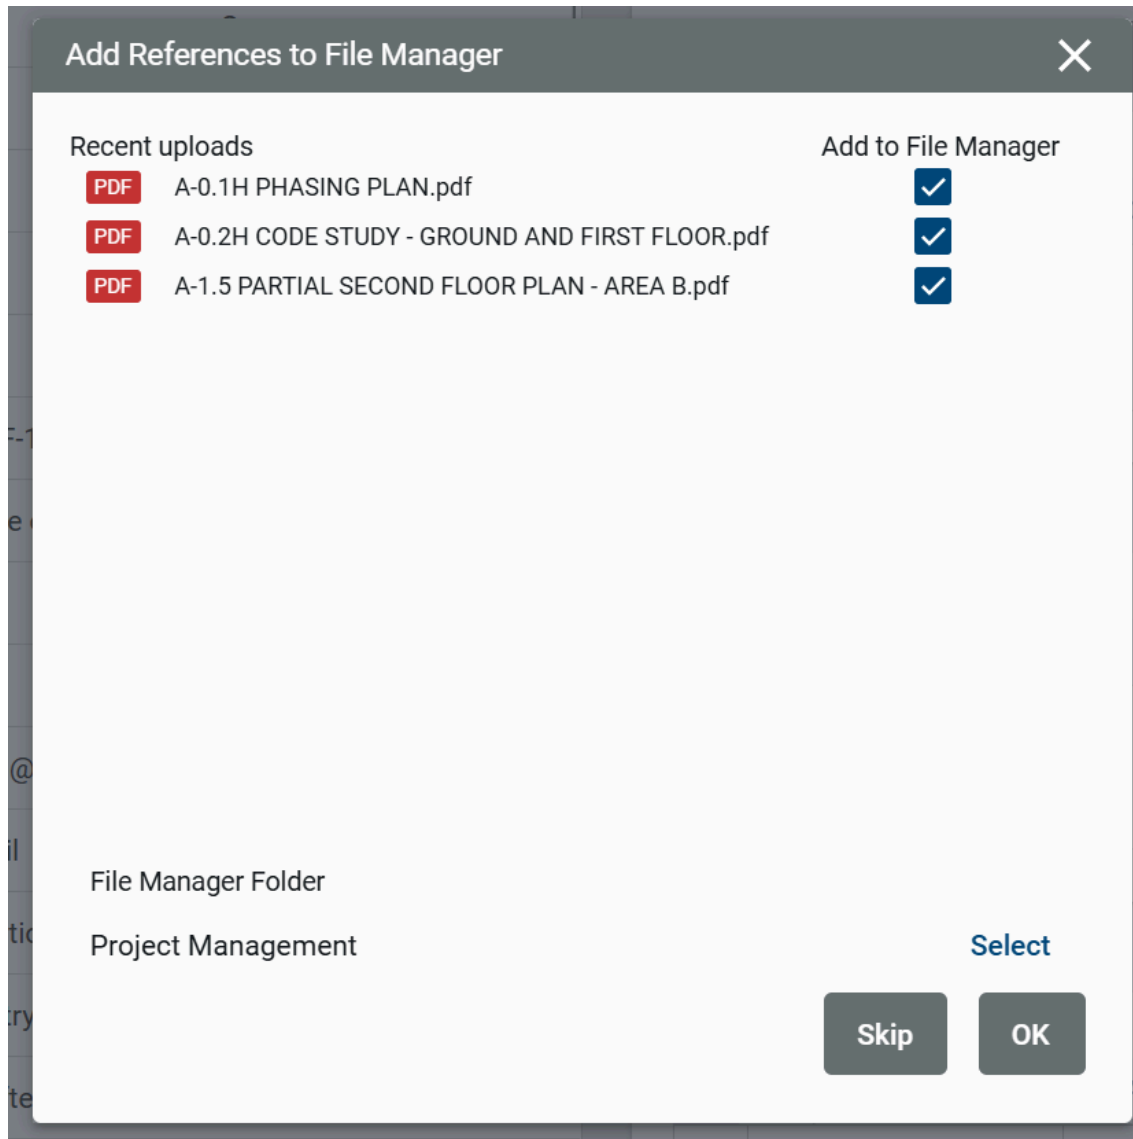 Add References to File Manager
Recent uploads Add to File Manager
PDF A-0.1H PHASING PLAN.pdf
PDF A-0.2H CODE STUDY - GROUND AND FIRST FLOOR.pdf
PDF A-1.5 PARTIAL SECOND FLOOR PLAN - AREA B.pdf
@
File Manager Folder
Project Management Select
Skip OK